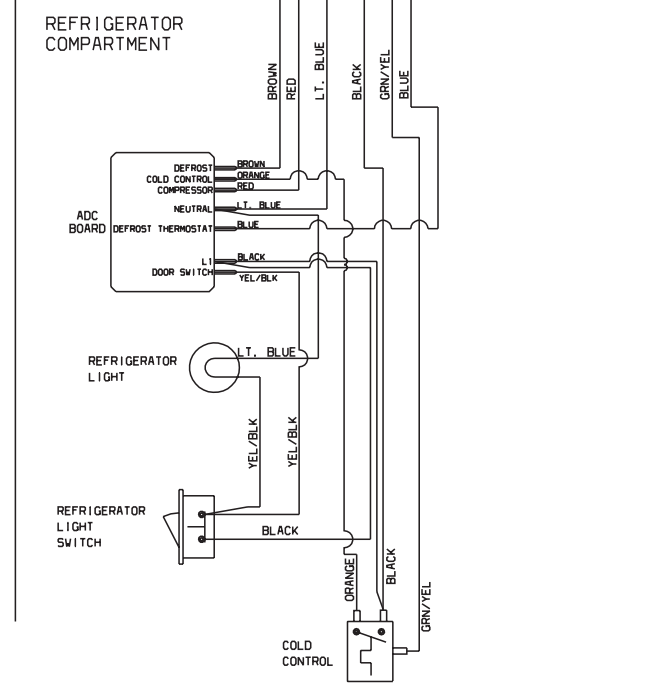 REFRIGERATOR
COMPARTMENT
BROWN
RED
LT. BLUE
BLACK
GRN/YEL
BLUE
DEFROST
BROWN
COLD CONTROL
ORANGE
COMPRESSOR
RED
NEUTRAL
LT. BLUE
ADC
BOARD
DEFROST THERMOSTAT
BLUE
L1
BLACK
DOOR SWITCH
YEL/BLK
REFRIGERATOR
LIGHT
LT. BLUE
YEL/BLK
YEL/BLK
REFRIGERATOR
LIGHT
SWITCH
BLACK
ORANGE
BLACK
GRN/YEL
COLD
CONTROL